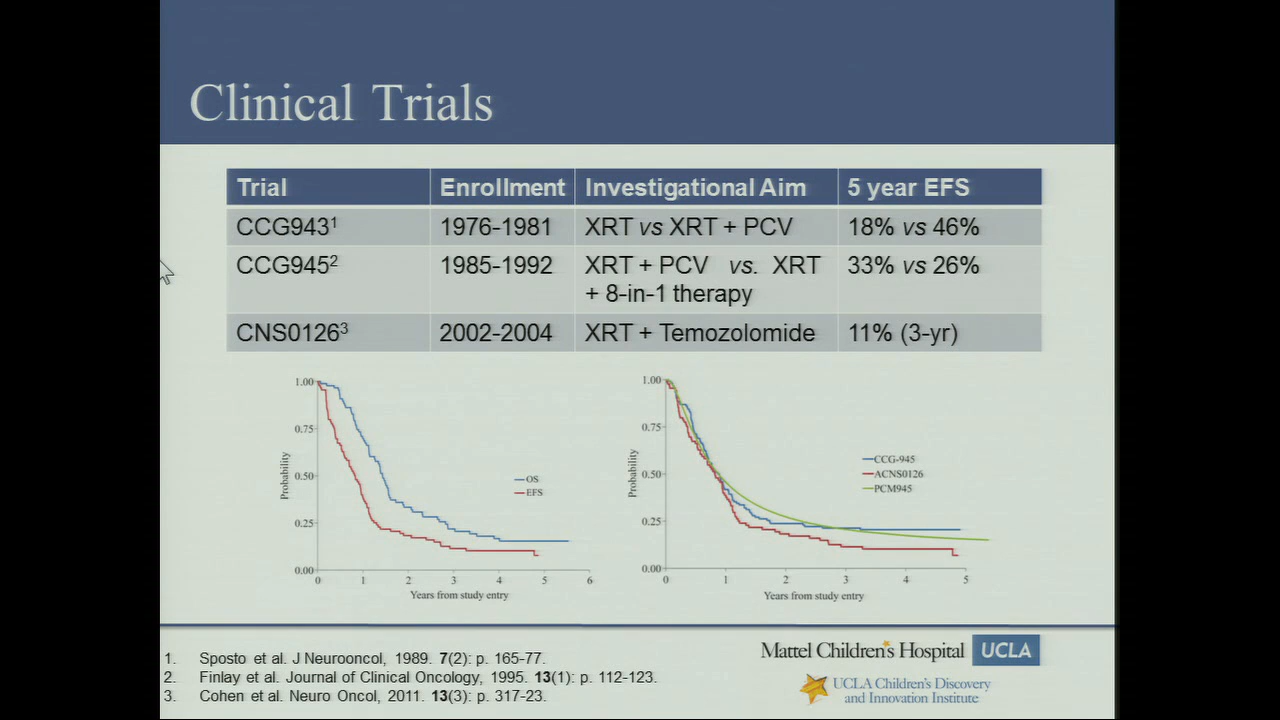 Clinical Trials
Trial Enrollment Investigational Aim 5 year EFS
CCG943¹ 1976-1981 XRT vs XRT + PCV 18% vs 46%
CCG945² 1985-1992 XRT + PCV vs. XRT 33% vs 26%
+ 8-in-1 therapy
CNS0126³ 2002-2004 XRT + Temozolomide 11% (3-yr)
1.00
0.75
0.50
0.25
0.00
Probability
0 1 2 3 4 5 6
Years from study entry
OS
EFS
1.00
0.75
0.50
0.25
0.00
Probability
0 1 2 3 4 5
Years from study entry
CCG-945
ACNS0126
PCM945
1. Sposto et al. J Neurooncol, 1989. 7(2): p. 165-77.
2. Finlay et al. Journal of Clinical Oncology, 1995. 13(1): p. 112-123.
3. Cohen et al. Neuro Oncol, 2011. 13(3): p. 317-23.
Mattel Children's Hospital UCLA
UCLA Children's Discovery
and Innovation Institute